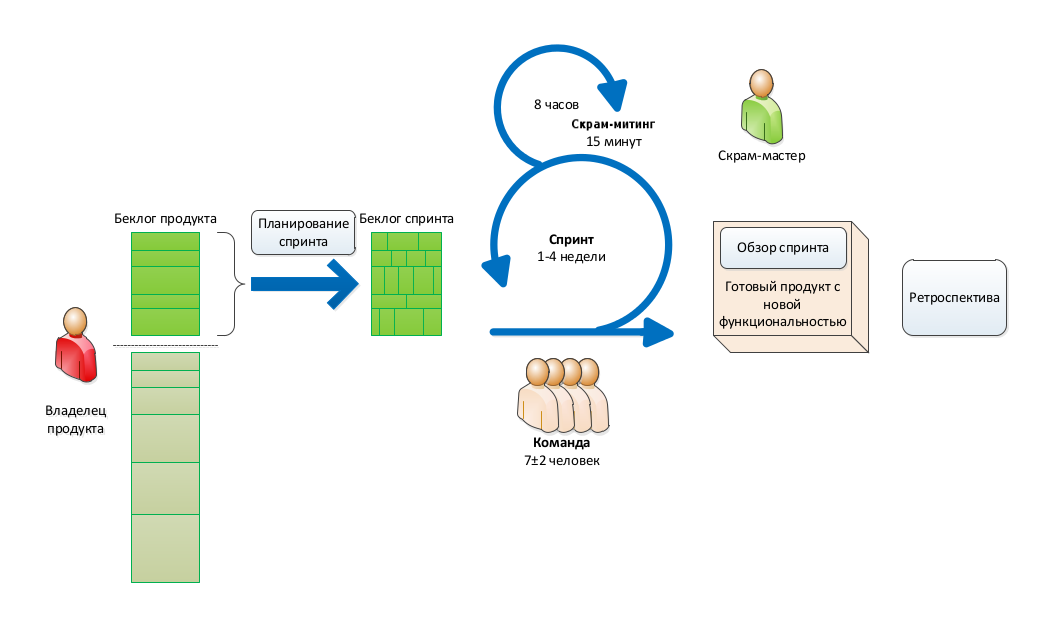 8 часов
Скрам-митинг
15 минут
Скрам-мастер
Беклог продукта
Планирование
спринта
Беклог спринта
Спринт
1-4 недели
Обзор спринта
Готовый продукт с
новой
функциональностью
Ретроспектива
Владелец
продукта
Команда
7±2 человек